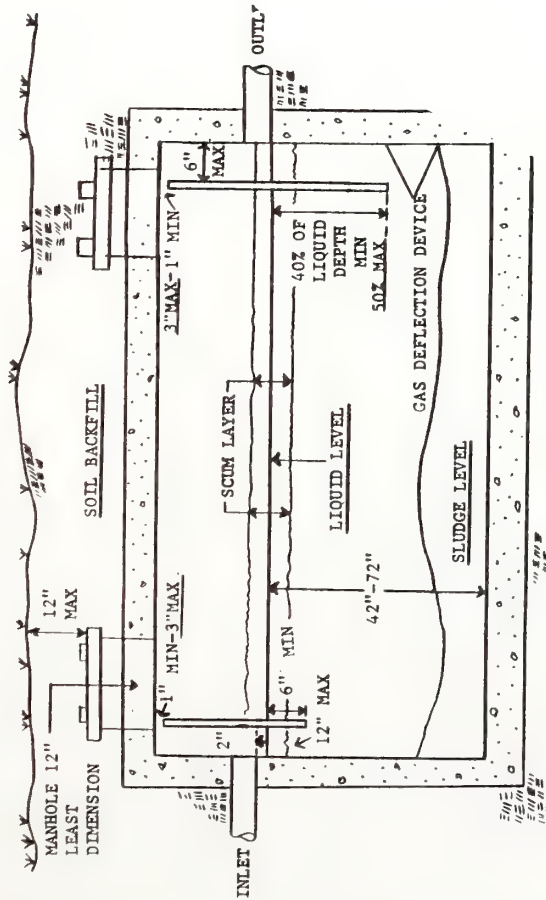 MANHOLE 12"
LEAST
DIMENSION
12"
MAX
SOIL BACKFILL
1" MIN-3"MAX
3"MAX-1" MIN
6"
MAX
INLET
OUTL
2"
SCUM LAYER
6" MIN
12" MAX
LIQUID LEVEL
40% OF
LIQUID
DEPTH
MIN
50% MAX
42"-72"
GAS DEFLECTION DEVICE
SLUDGE LEVEL